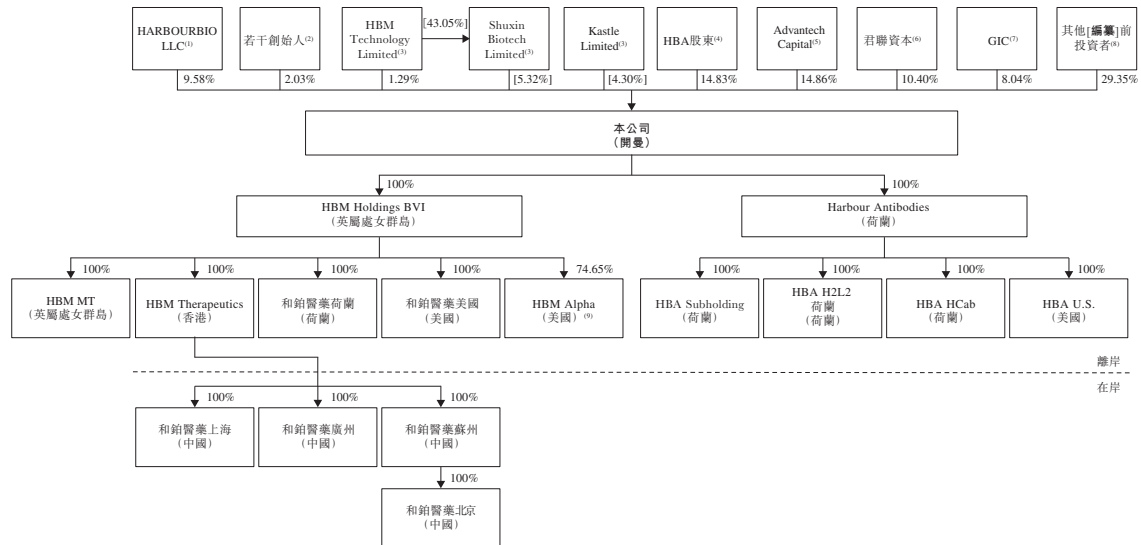 HARBOURBIO
LLC(1)
若干創始人(2)
HBM
Technology
Limited(3)
[43.05%]
Shuxin
Biotech
Limited(3)
Kastle
Limited(3)
HBA股東(4)
Advantech
Capital(5)
君聯資本(6)
GIC(7)
其他[編纂]前
投資者(8)
9.58%
2.03%
1.29%
[5.32%]
[4.30%]
14.83%
14.86%
10.40%
8.04%
29.35%
本公司
(開曼)
100%
100%
HBM Holdings BVI
(英屬處女群島)
Harbour Antibodies
(荷蘭)
100%
100%
100%
100%
74.65%
100%
100%
100%
100%
HBM MT
(英屬處女群島)
HBM Therapeutics
(香港)
和鉑醫藥荷蘭
(荷蘭)
和鉑醫藥美國
(美國)
HBM Alpha
(美國)(9)
HBA Subholding
(荷蘭)
HBA H2L2
荷蘭
(荷蘭)
HBA HCab
(荷蘭)
HBA U.S.
(美國)
離岸
在岸
100%
100%
100%
和鉑醫藥上海
(中國)
和鉑醫藥廣州
(中國)
和鉑醫藥蘇州
(中國)
100%
和鉑醫藥北京
(中國)